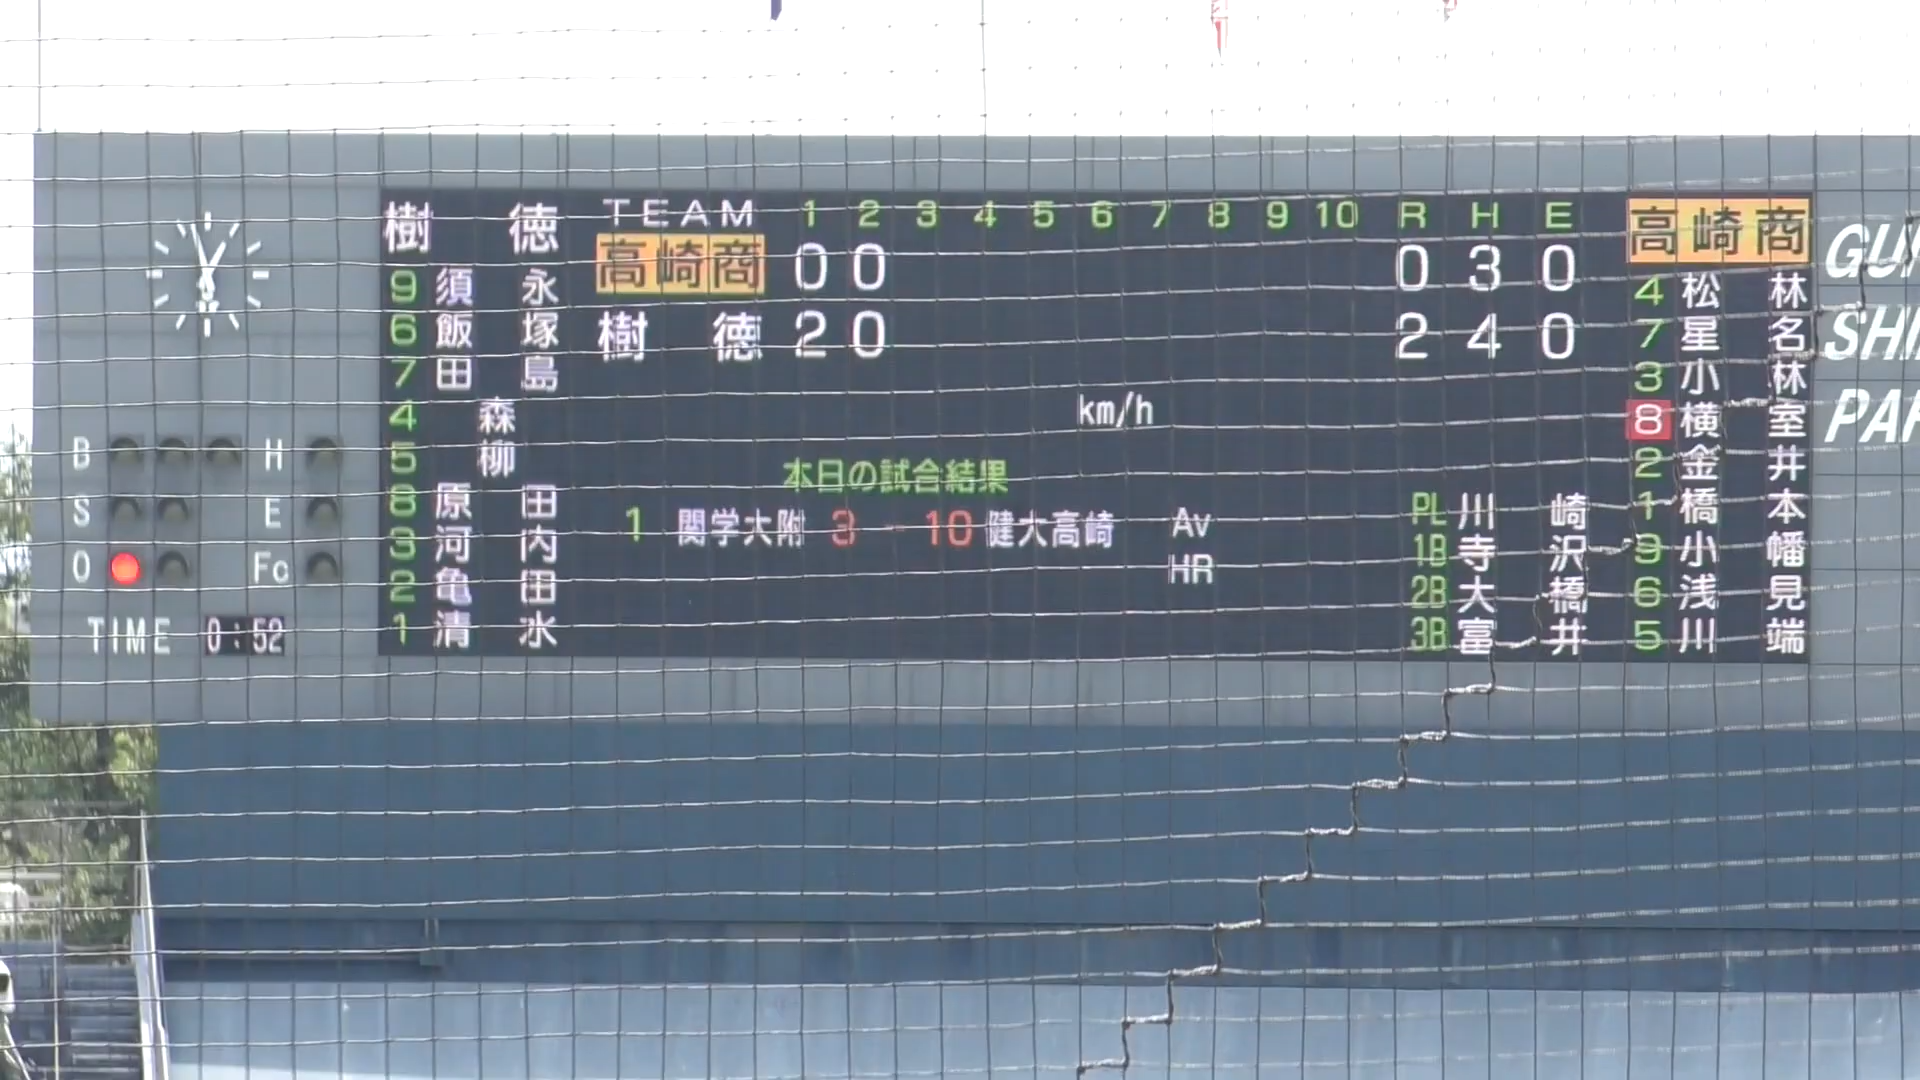 樹徳
9 須永
6 飯塚
7 田島
4 森
5 柳
8 原田
3 河内
2 亀田
1 清水
TEAM 1 2 3 4 5 6 7 8 9 10 R H E
高崎商 0 0 0 3 0
樹徳 2 0 2 4 0
km/h
本日の試合結果
1 関学大附 3 - 10 健大高崎
Av
HR
PL 川崎
1B 寺沢
2B 大橋
3B 富井
高崎商
4 松林
7 星名
3 小林
8 横室
2 金井
1 橋本
9 小幡
6 浅見
5 川端
B H
S E
O Fc
TIME 0:52